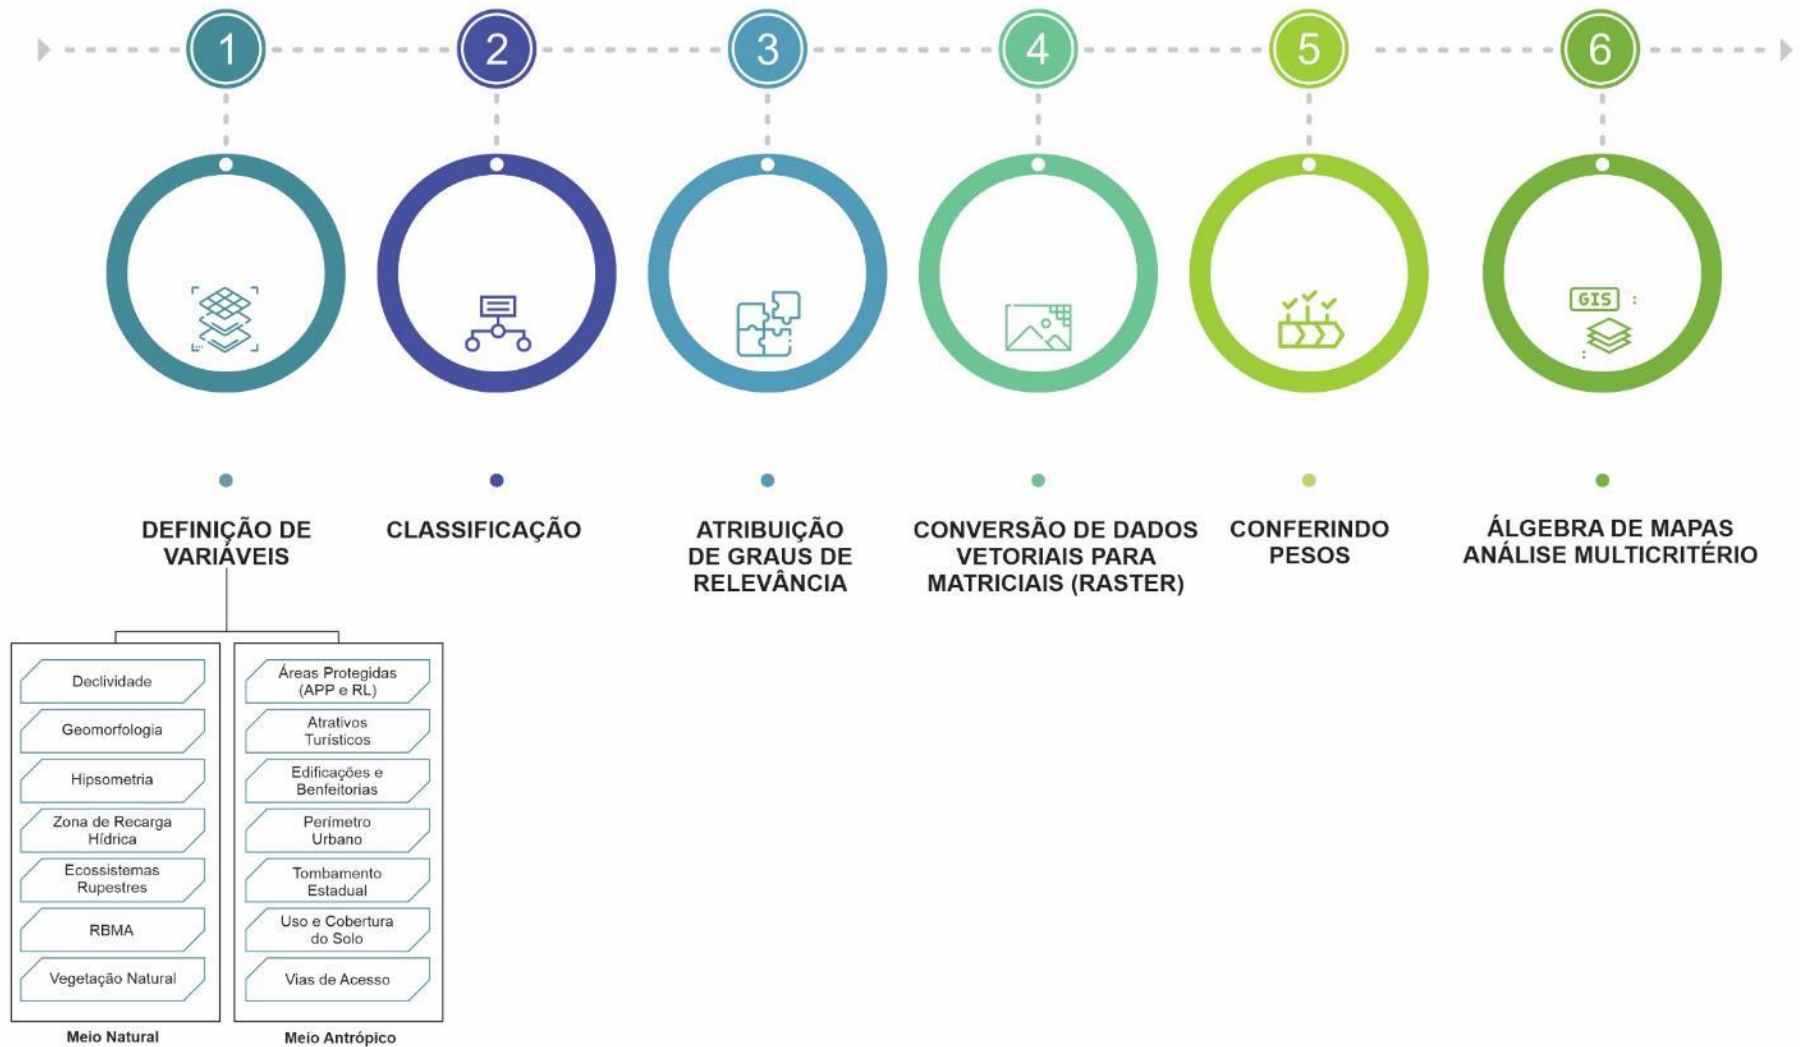 1
2
3
4
5
6
GIS
DEFINIÇÃO DE
VARIÁVEIS
CLASSIFICAÇÃO
ATRIBUIÇÃO
DE GRAUS DE
RELEVÂNCIA
CONVERSÃO DE DADOS
VETORIAIS PARA
MATRICIAIS (RASTER)
CONFERINDO
PESOS
ÁLGEBRA DE MAPAS
ANÁLISE MULTICRITÉRIO
Declividade
Geomorfologia
Hipsometria
Zona de Recarga
Hídrica
Ecossistemas
Rupestres
RBMA
Vegetação Natural
Meio Natural
Áreas Protegidas
(APP e RL)
Atrativos
Turísticos
Edificações e
Benfeitorias
Perímetro
Urbano
Tombamento
Estadual
Uso e Cobertura
do Solo
Vias de Acesso
Meio Antrópico